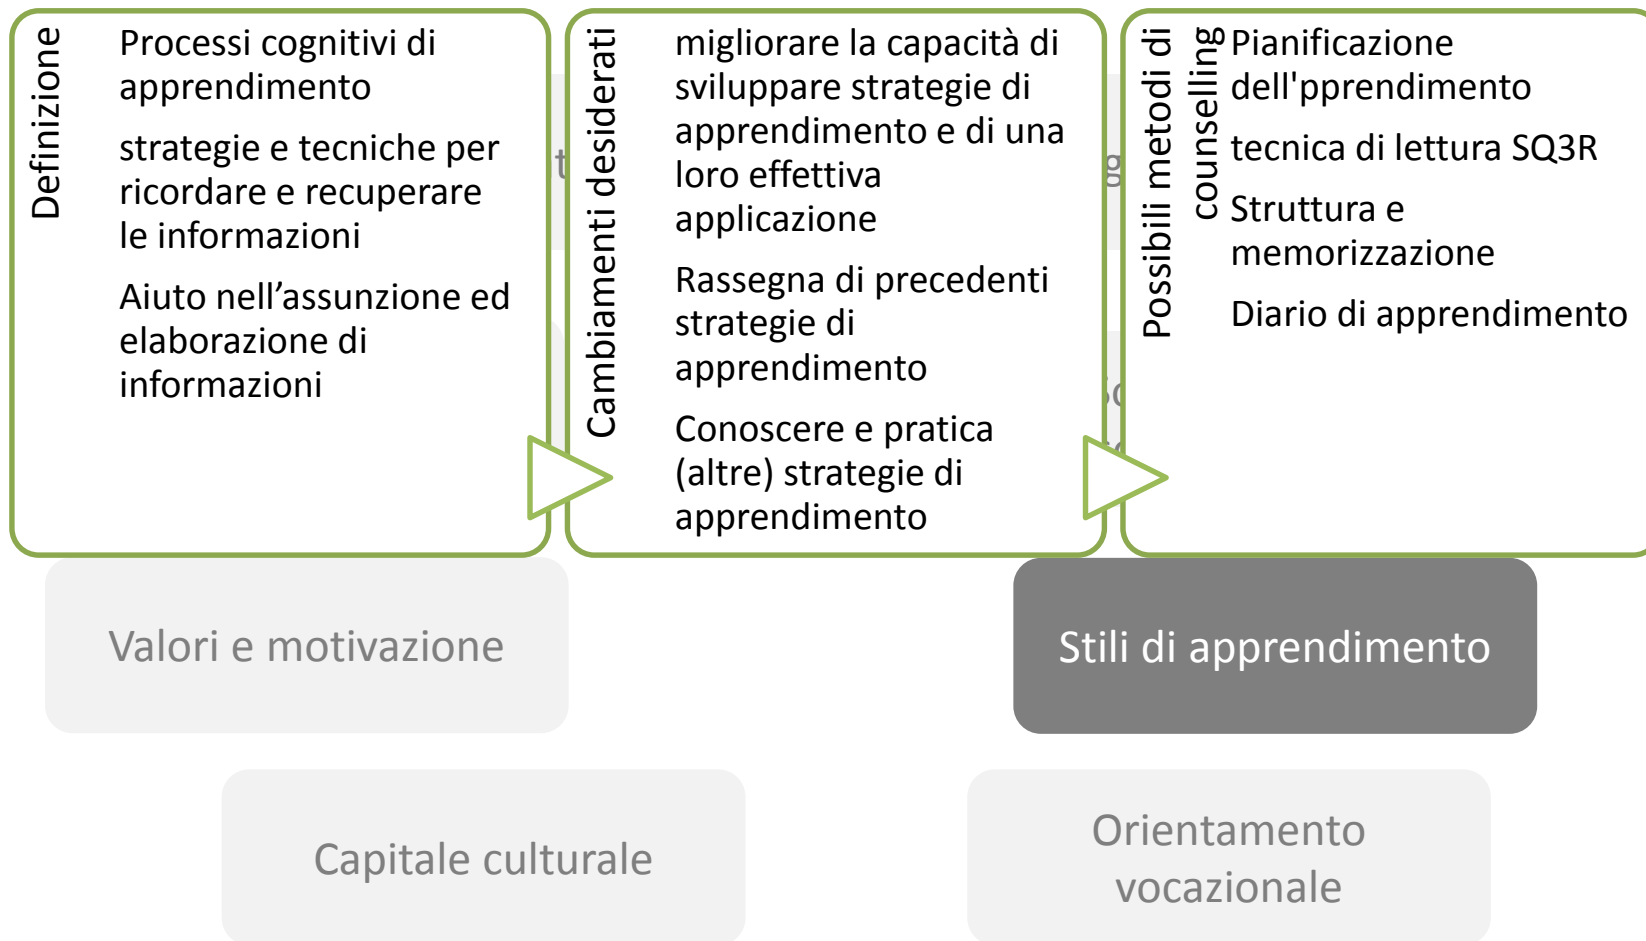 Definizione
Processi cognitivi di
apprendimento
strategie e tecniche per
ricordare e recuperare
le informazioni
Aiuto nell’assunzione ed
elaborazione di
informazioni
Cambiamenti desiderati
migliorare la capacità di
sviluppare strategie di
apprendimento e di una
loro effettiva
applicazione
Rassegna di precedenti
strategie di
apprendimento
Conoscere e pratica
(altre) strategie di
apprendimento
Possibili metodi di
counselling
Pianificazione
dell'pprendimento
tecnica di lettura SQ3R
Struttura e
memorizzazione
Diario di apprendimento
Valori e motivazione
Stili di apprendimento
Capitale culturale
Orientamento
vocazionale